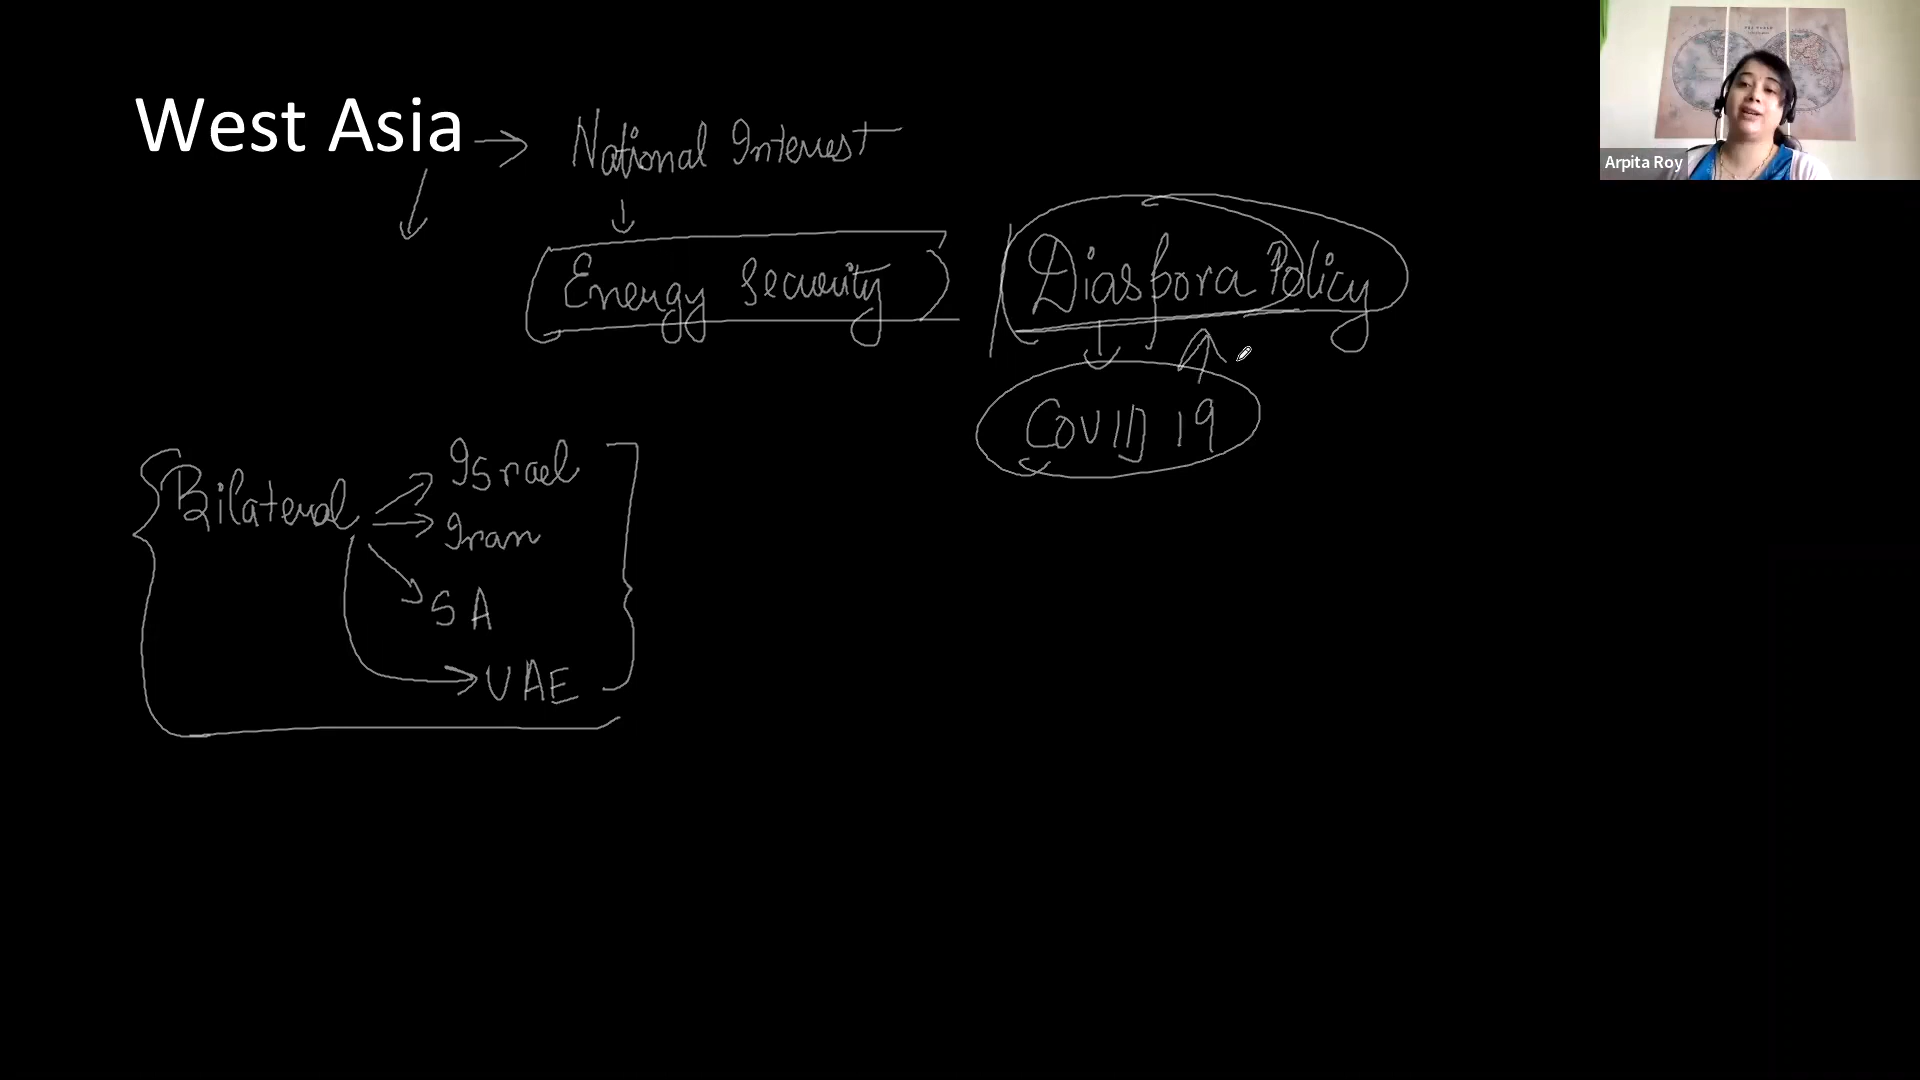 West Asia → National Interest
Energy Security
Diaspora Policy
COVID 19
Bilateral
Israel
Iran
SA
UAE
Arpita Roy